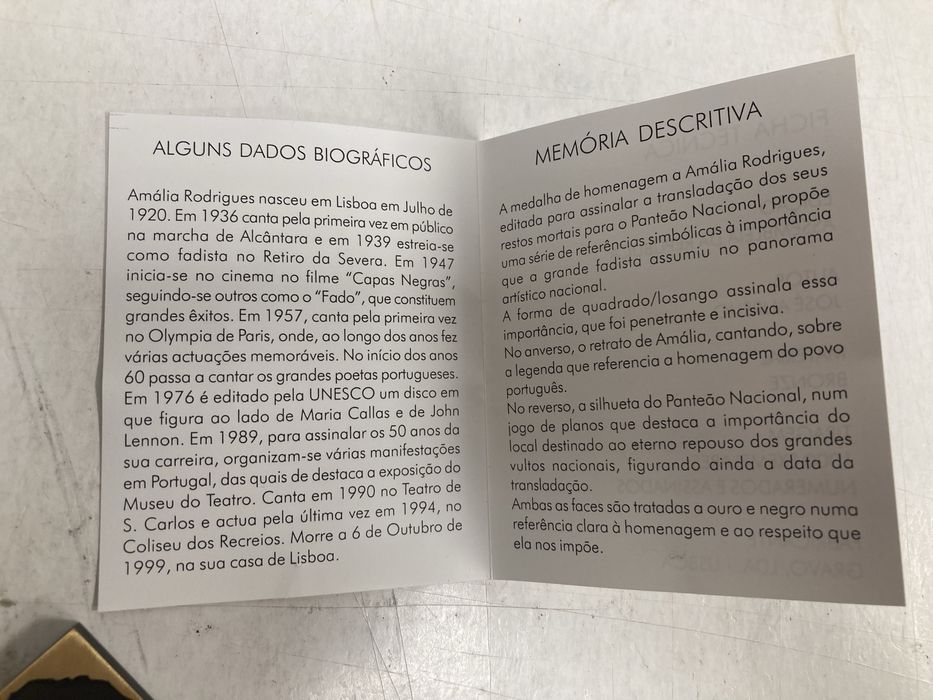 ALGUNS DADOS BIOGRÁFICOS
Amália Rodrigues nasceu em Lisboa em Julho de
1920. Em 1936 canta pela primeira vez em público
na marcha de Alcântara e em 1939 estreia-se
como fadista no Retiro da Severa. Em 1947
inicia-se no cinema no filme “Capas Negras”,
seguindo-se outros como o “Fado”, que constituem
grandes êxitos. Em 1957, canta pela primeira vez
no Olympia de Paris, onde, ao longo dos anos fez
várias actuações memoráveis. No início dos anos
60 passa a cantar os grandes poetas portugueses.
Em 1976 é editado pela UNESCO um disco em
que figura ao lado de Maria Callas e de John
Lennon. Em 1989, para assinalar os 50 anos da
sua carreira, organizam-se várias manifestações
em Portugal, das quais de destaca a exposição do
Museu do Teatro. Canta em 1990 no Teatro de
S. Carlos e actua pela última vez em 1994, no
Coliseu dos Recreios. Morre a 6 de Outubro de
1999, na sua casa de Lisboa.
MEMÓRIA DESCRITIVA
A medalha de homenagem a Amália Rodrigues,
editada para assinalar a transladação dos seus
restos mortais para o Panteão Nacional, propõe
uma série de referências simbólicas à importância
que a grande fadista assumiu no panorama
artístico nacional.
A forma de quadrado/losango assinala essa
importância, que foi penetrante e incisiva.
No anverso, o retrato de Amália, cantando, sobre
a legenda que referencia a homenagem do povo
português.
No reverso, a silhueta do Panteão Nacional, num
jogo de planos que destaca a importância do
local destinado ao eterno repouso dos grandes
vultos nacionais, figurando ainda a data da
transladação.
Ambas as faces são tratadas a ouro e negro numa
referência clara à homenagem e ao respeito que
ela nos impõe.